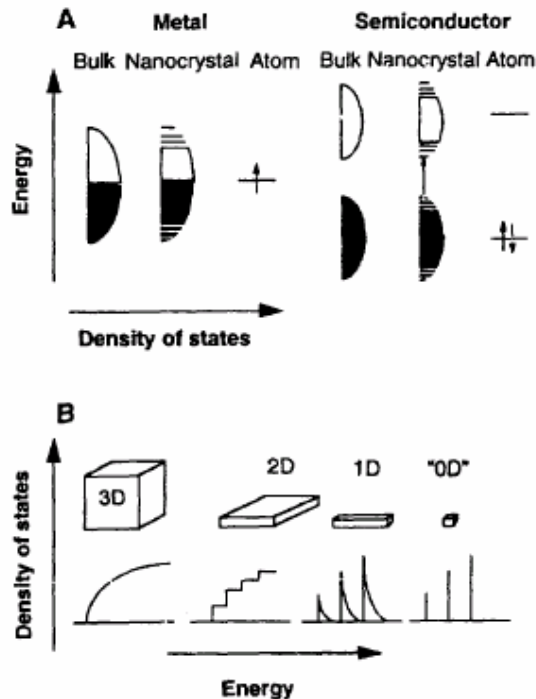 A
Metal
Semiconductor
Bulk Nanocrystal Atom
Bulk Nanocrystal Atom
Energy
Density of states
B
3D
2D
1D
"0D"
Density of states
Energy